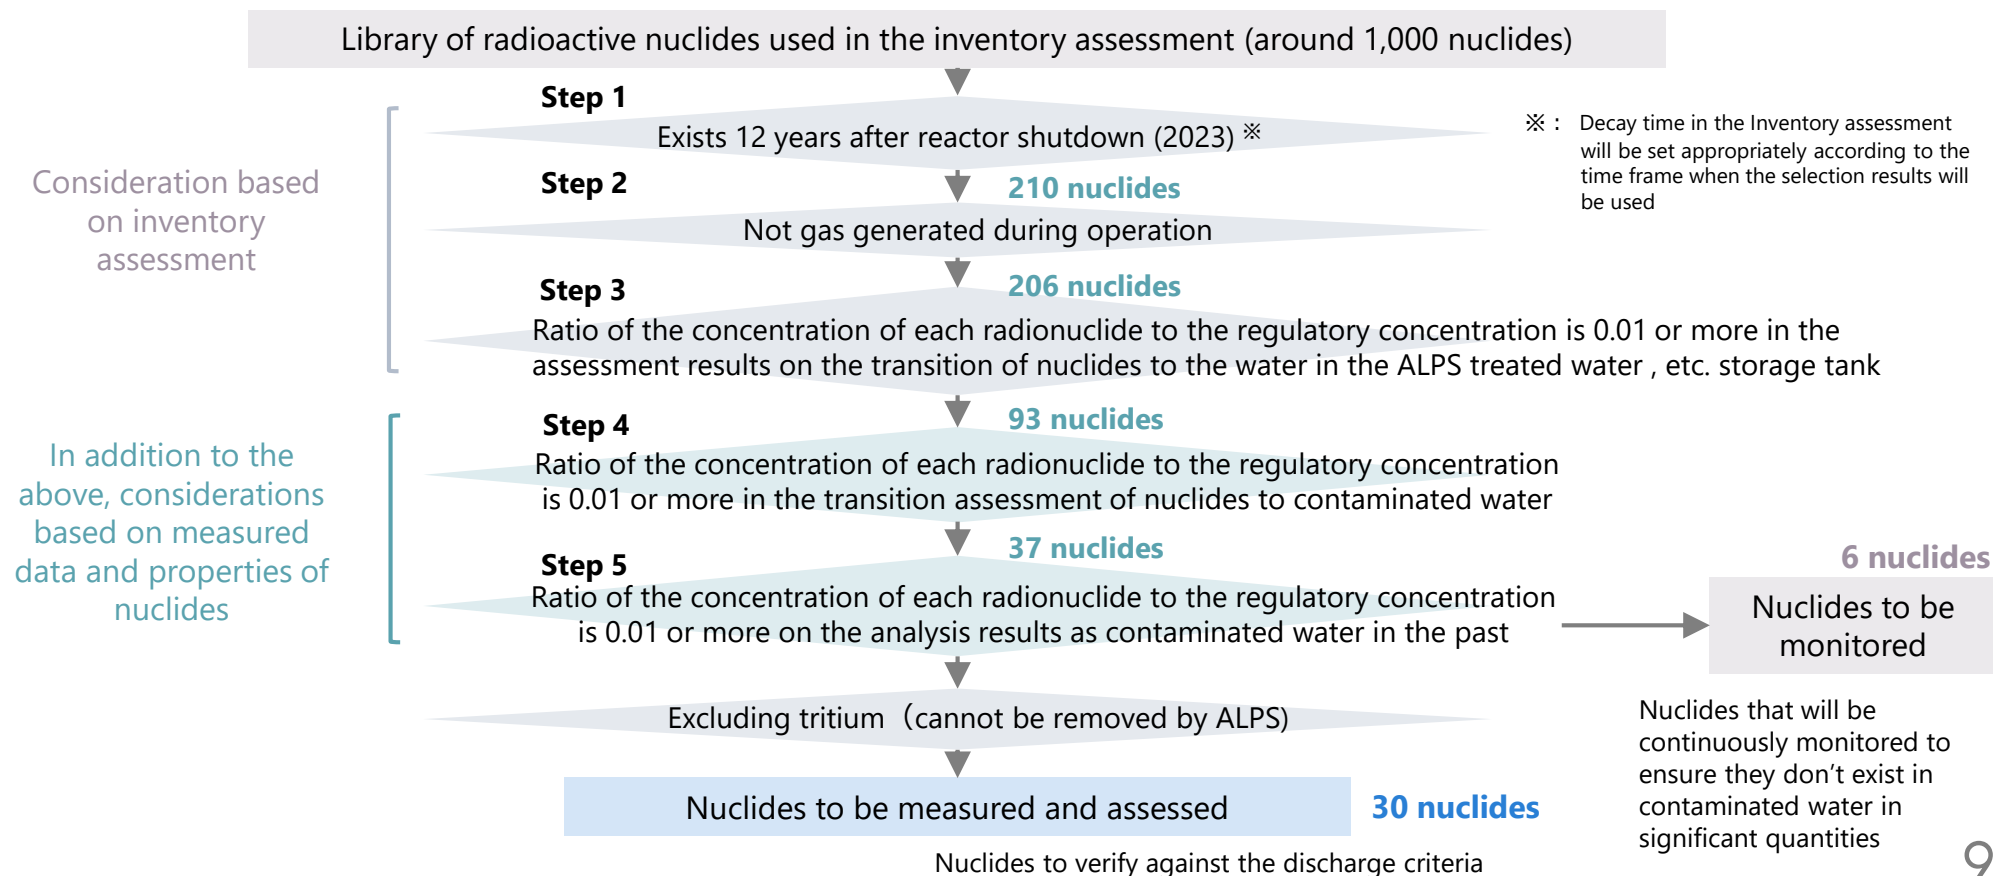 Library of radioactive nuclides used in the inventory assessment (around 1,000 nuclides)
Step 1
Exists 12 years after reactor shutdown (2023) ※
※： Decay time in the Inventory assessment
will be set appropriately according to the
time frame when the selection results will
be used
Consideration based
on inventory
assessment
Step 2
210 nuclides
Not gas generated during operation
Step 3
206 nuclides
Ratio of the concentration of each radionuclide to the regulatory concentration is 0.01 or more in the
assessment results on the transition of nuclides to the water in the ALPS treated water , etc. storage tank
In addition to the
above, considerations
based on measured
data and properties of
nuclides
Step 4
93 nuclides
Ratio of the concentration of each radionuclide to the regulatory concentration
is 0.01 or more in the transition assessment of nuclides to contaminated water
Step 5
37 nuclides
Ratio of the concentration of each radionuclide to the regulatory concentration
is 0.01 or more on the analysis results as contaminated water in the past
6 nuclides
Nuclides to be
monitored
Nuclides that will be
continuously monitored to
ensure they don't exist in
contaminated water in
significant quantities
Excluding tritium（cannot be removed by ALPS)
Nuclides to be measured and assessed
30 nuclides
Nuclides to verify against the discharge criteria
9